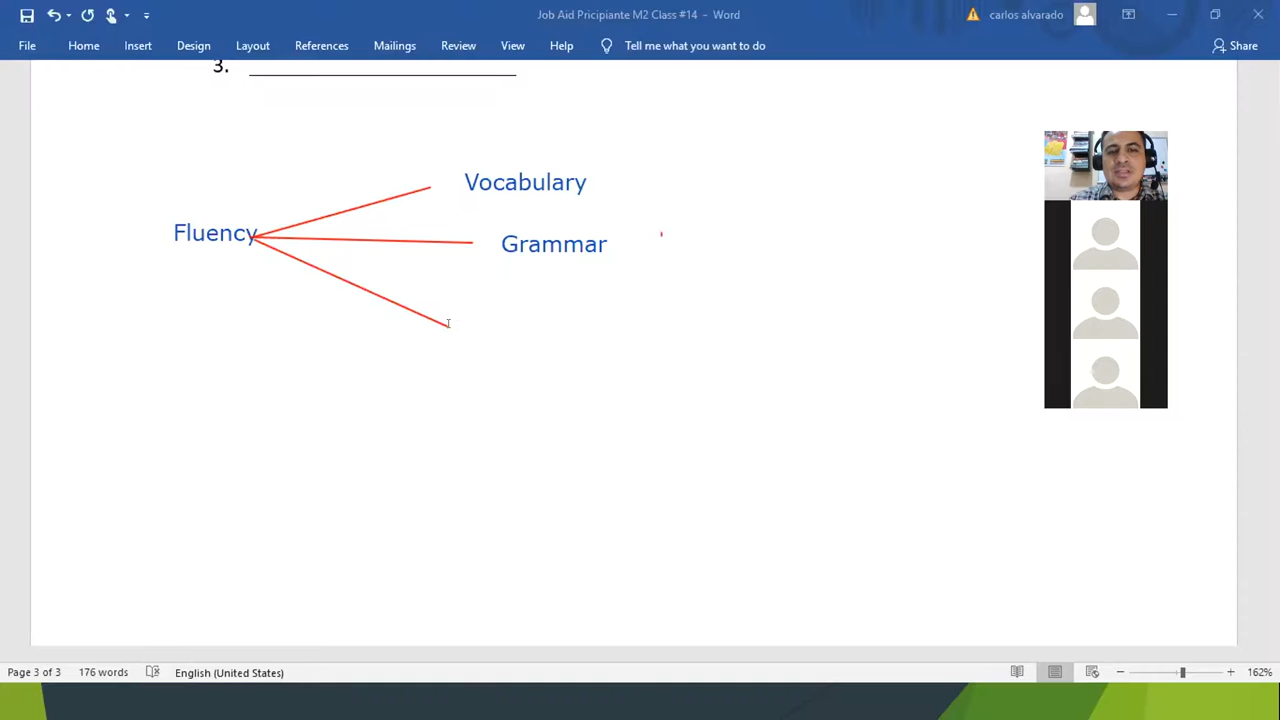 Job Aid Pricipiante M2 Class #14 - Word
carlos alvarado
File Home Insert Design Layout References Mailings Review View Help Tell me what you want to do Share
3.
Vocabulary
Fluency
Grammar
Page 3 of 3 176 words English (United States) 162%